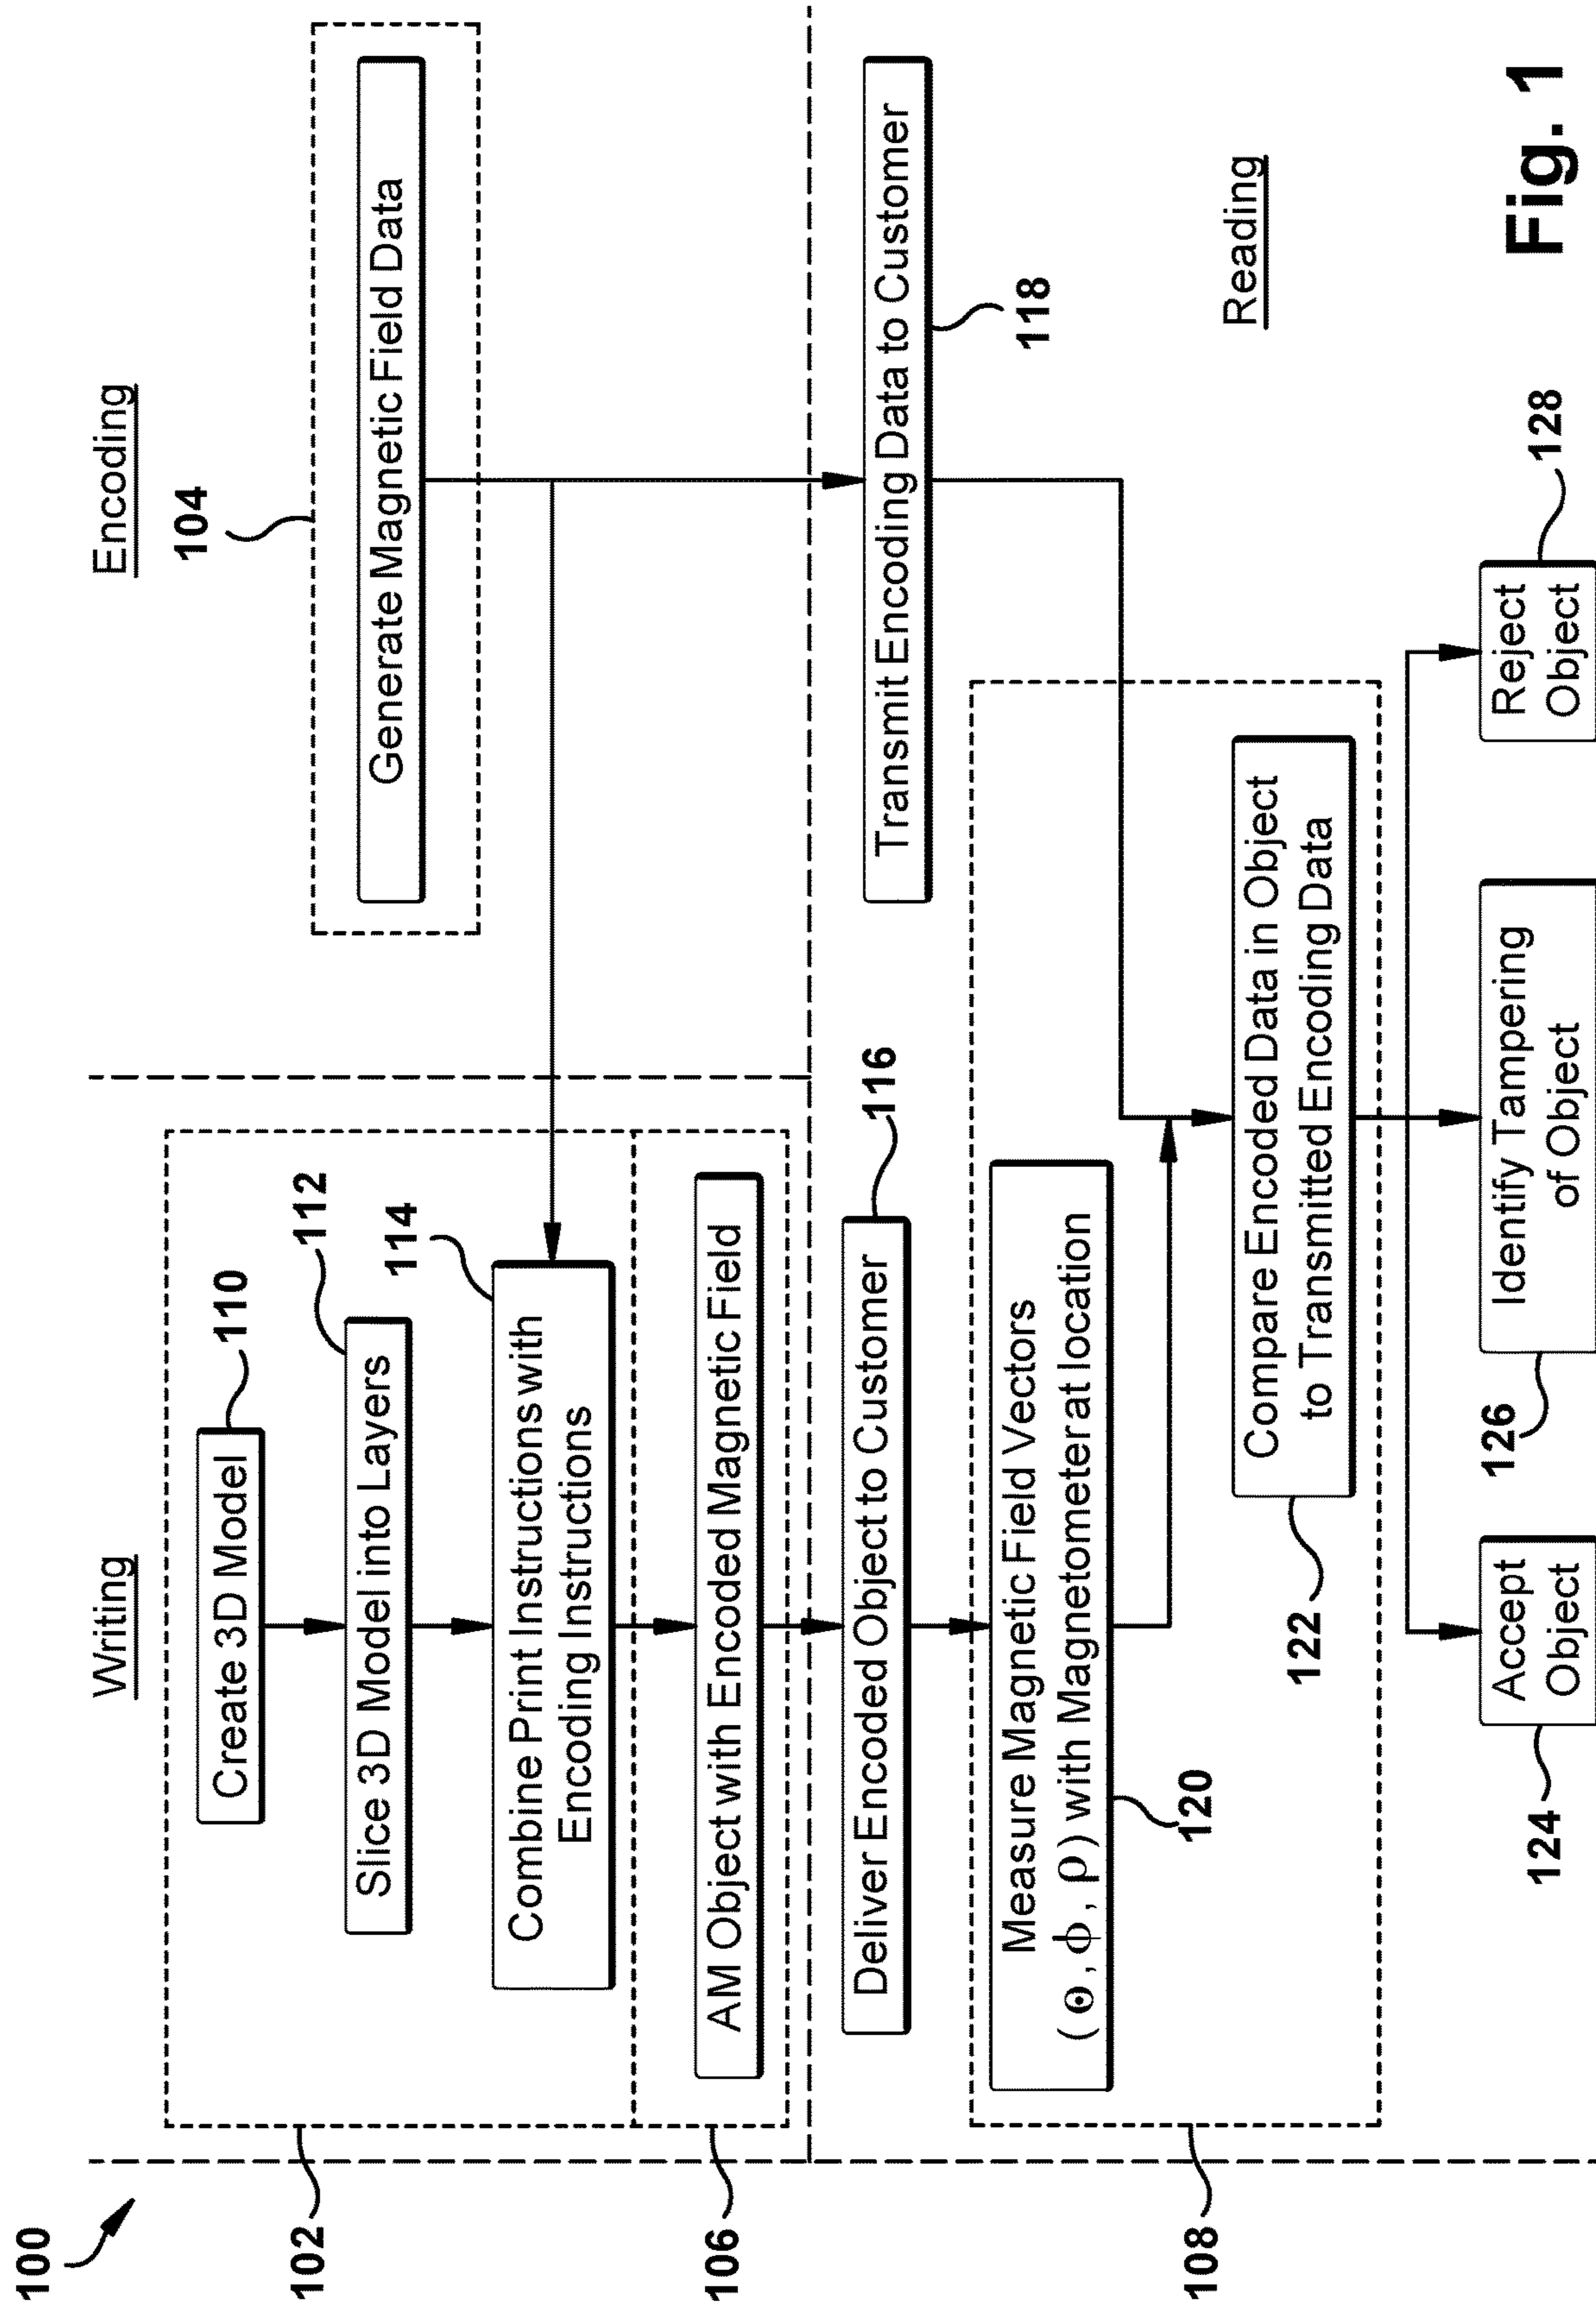 100
Writing
Encoding
104
Create 3D Model
110
Generate Magnetic Field Data
Slice 3D Model into Layers
112
102
Combine Print Instructions with
Encoding Instructions
114
AM Object with Encoded Magnetic Field
106
Deliver Encoded Object to Customer
116
Transmit Encoding Data to Customer
118
Measure Magnetic Field Vectors
(Θ, ϕ, ρ) with Magnetometer at location
120
108
Reading
Compare Encoded Data in Object
to Transmitted Encoding Data
122
Accept
Object
124
Identify Tampering
of Object
126
Reject
Object
128
Fig. 1